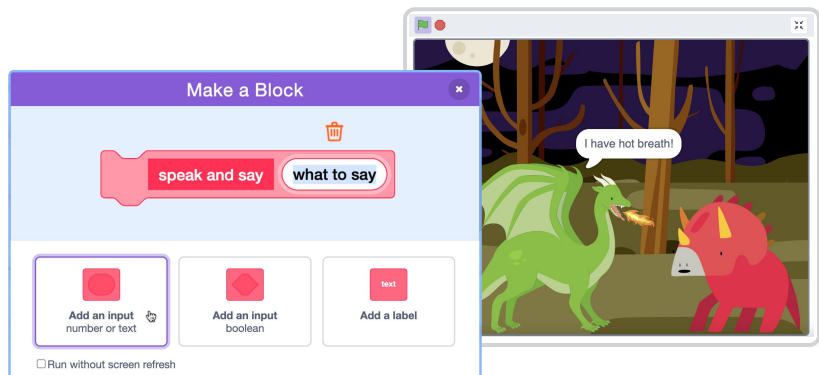 Make a Block
speak and say what to say
Add an input
number or text
Add an input
boolean
text
Add a label
Run without screen refresh
I have hot breath!